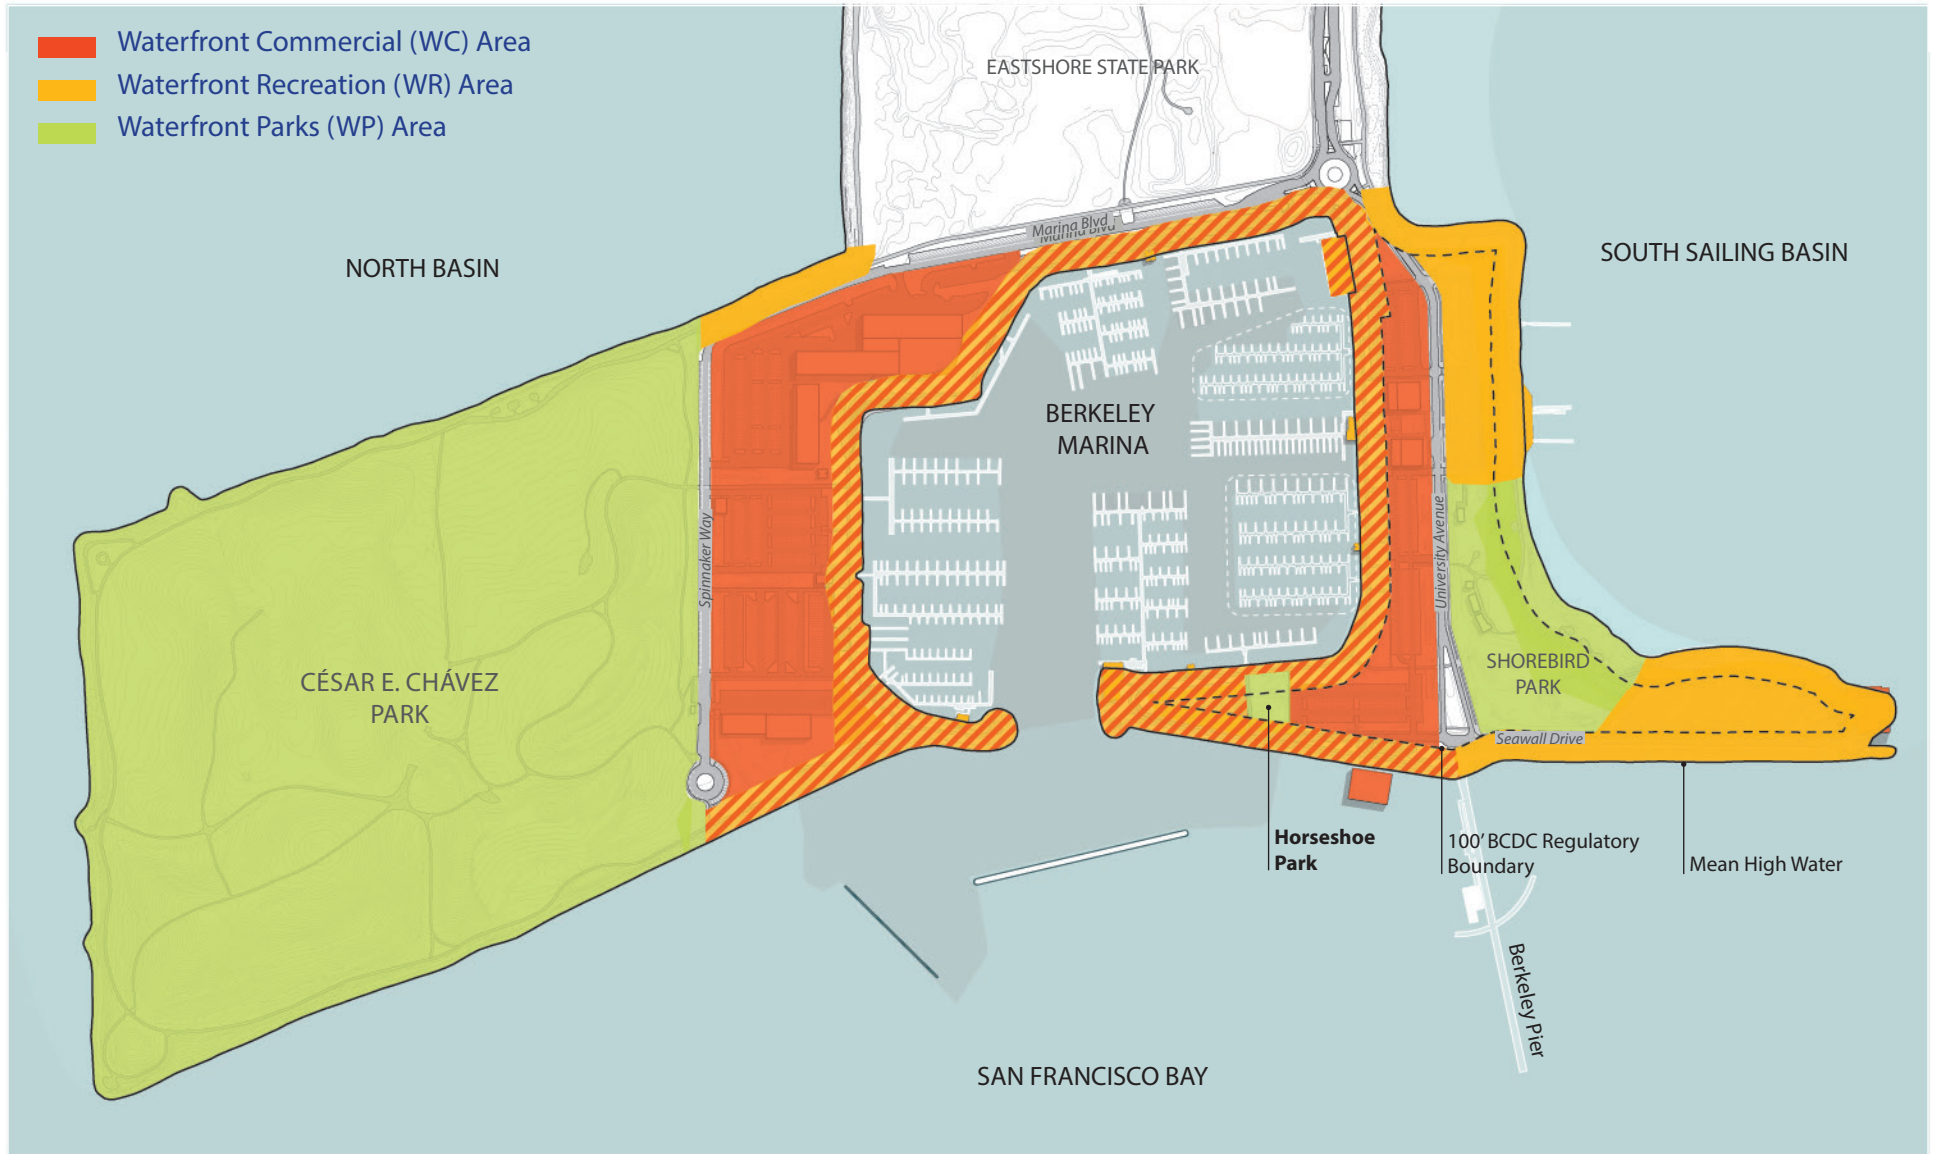 Waterfront Commercial (WC) Area
Waterfront Recreation (WR) Area
Waterfront Parks (WP) Area
EASTSHORE STATE PARK
Marina Blvd
Marina Blvd
NORTH BASIN
SOUTH SAILING BASIN
BERKELEY
MARINA
Spinnaker Way
University Avenue
CÉSAR E. CHÁVEZ
PARK
SHOREBIRD
PARK
Seawall Drive
Horseshoe
Park
100' BCDC Regulatory
Boundary
Mean High Water
Berkeley Pier
SAN FRANCISCO BAY